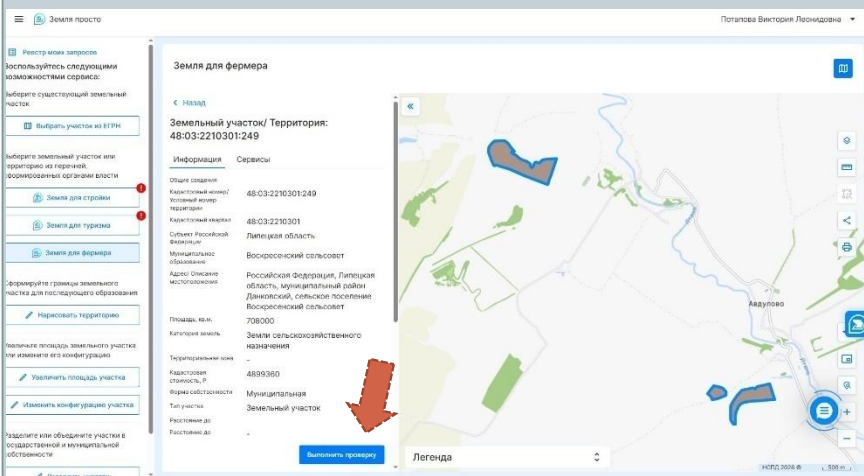 Земля просто
Потапова Виктория Леонидовна
Реестр моих запросов
Воспользуйтесь следующими
возможностями сервиса:
Выберите существующий земельный
участок
Выбрать участок из ЕГРН
Выберите земельный участок или
территорию из перечней,
сформированных органами власти
Земля для стройки
Земля для туризма
Земля для фермера
Сформируйте границы земельного
участка для последующего образования
Нарисовать территорию
Увеличьте площадь земельного участка
или измените его конфигурацию
Увеличить площадь участка
Изменить конфигурацию участка
Разделите или объедините участки в
государственной и муниципальной
собственности
Земля для фермера
Назад
Земельный участок/ Территория:
48:03:2210301:249
Информация Сервисы
Общие сведения
Кадастровый номер/
Условный номер
территории
48:03:2210301:249
Кадастровый квартал
48:03:2210301
Субъект Российской
Федерации
Липецкая область
Муниципальное
образование
Воскресенский сельсовет
Адрес/ Описание
местоположения
Российская Федерация, Липецкая
область, муниципальный район
Данковский, сельское поселение
Воскресенский сельсовет
Площадь, кв.м.
708000
Категория земель
Земли сельскохозяйственного
назначения
Территориальная зона
-
Кадастровая
стоимость, Р
4899360
Форма собственности
Муниципальная
Тип участка
Земельный участок
Расстояние до
Расстояние до
-
Выполнить проверку
Авдулово
Легенда
НСПД 2026 ©
500 m